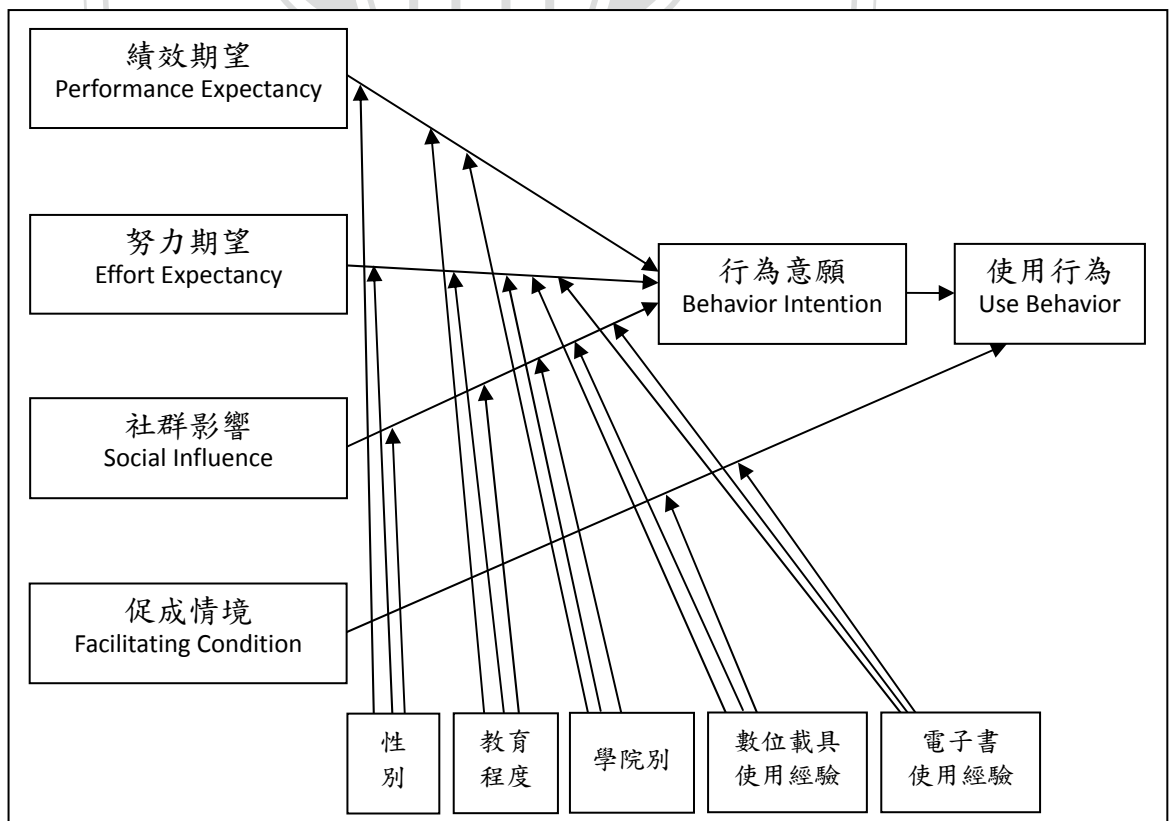 績效期望
Performance Expectancy
努力期望
Effort Expectancy
行為意願
Behavior Intention
使用行為
Use Behavior
社群影響
Social Influence
促成情境
Facilitating Condition
性
別
教育
程度
學院別
數位載具
使用經驗
電子書
使用經驗